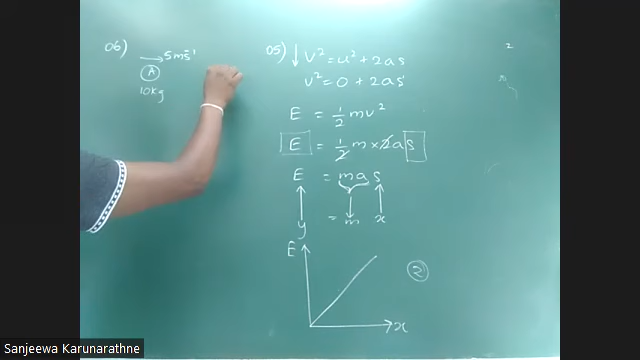 06)
→ 5ms⁻¹
A
10kg
05) ↓ v² = u² + 2as
v² = 0 + 2as
E = ½mv²
E = ½m×2as
E = mas
= m
y
x
E
x
2
2
Sanjeewa Karunarathne